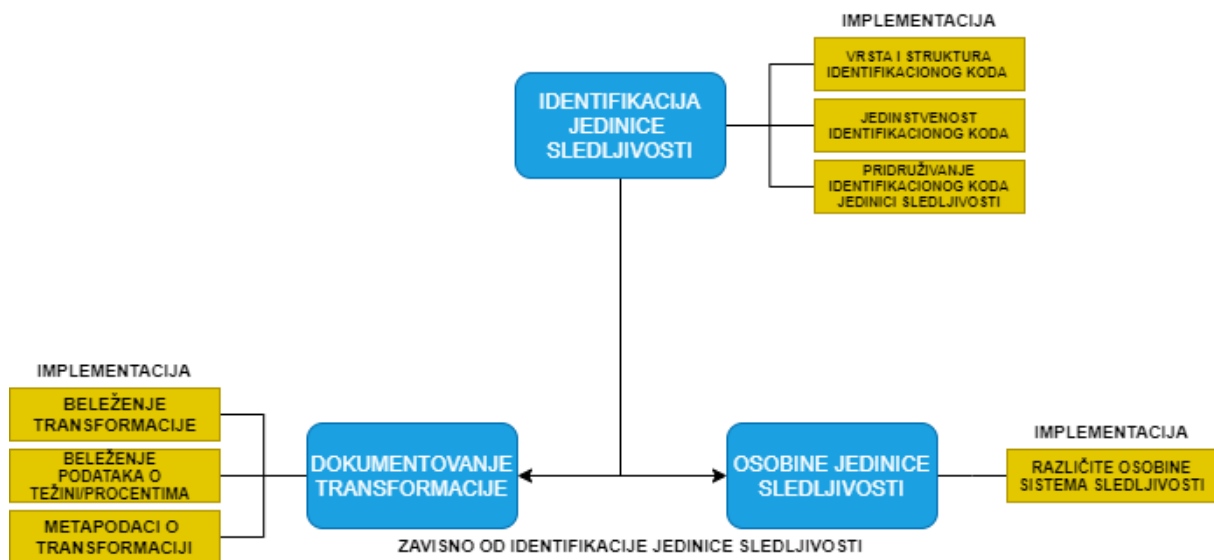 IMPLEMENTACIJA
VRSTA I STRUKTURA
IDENTIFIKACIONOG KODA
IDENTIFIKACIJA
JEDINICE
SLEDLJIVOSTI
JEDINSTVENOST
IDENTIFIKACIONOG KODA
PRIDRUŽIVANJE
IDENTIFIKACIONOG KODA
JEDINICI SLEDLJIVOSTI
IMPLEMENTACIJA
BELEŽENJE
TRANSFORMACIJE
BELEŽENJE
PODATAKA O
TEŽINI/PROCENTIMA
METAPODACI O
TRANSFORMACIJI
DOKUMENTOVANJE
TRANSFORMACIJE
OSOBINE JEDINICE
SLEDLJIVOSTI
IMPLEMENTACIJA
RAZLIČITE OSOBINE
SISTEMA SLEDLJIVOSTI
ZAVISNO OD IDENTIFIKACIJE JEDINICE SLEDLJIVOSTI